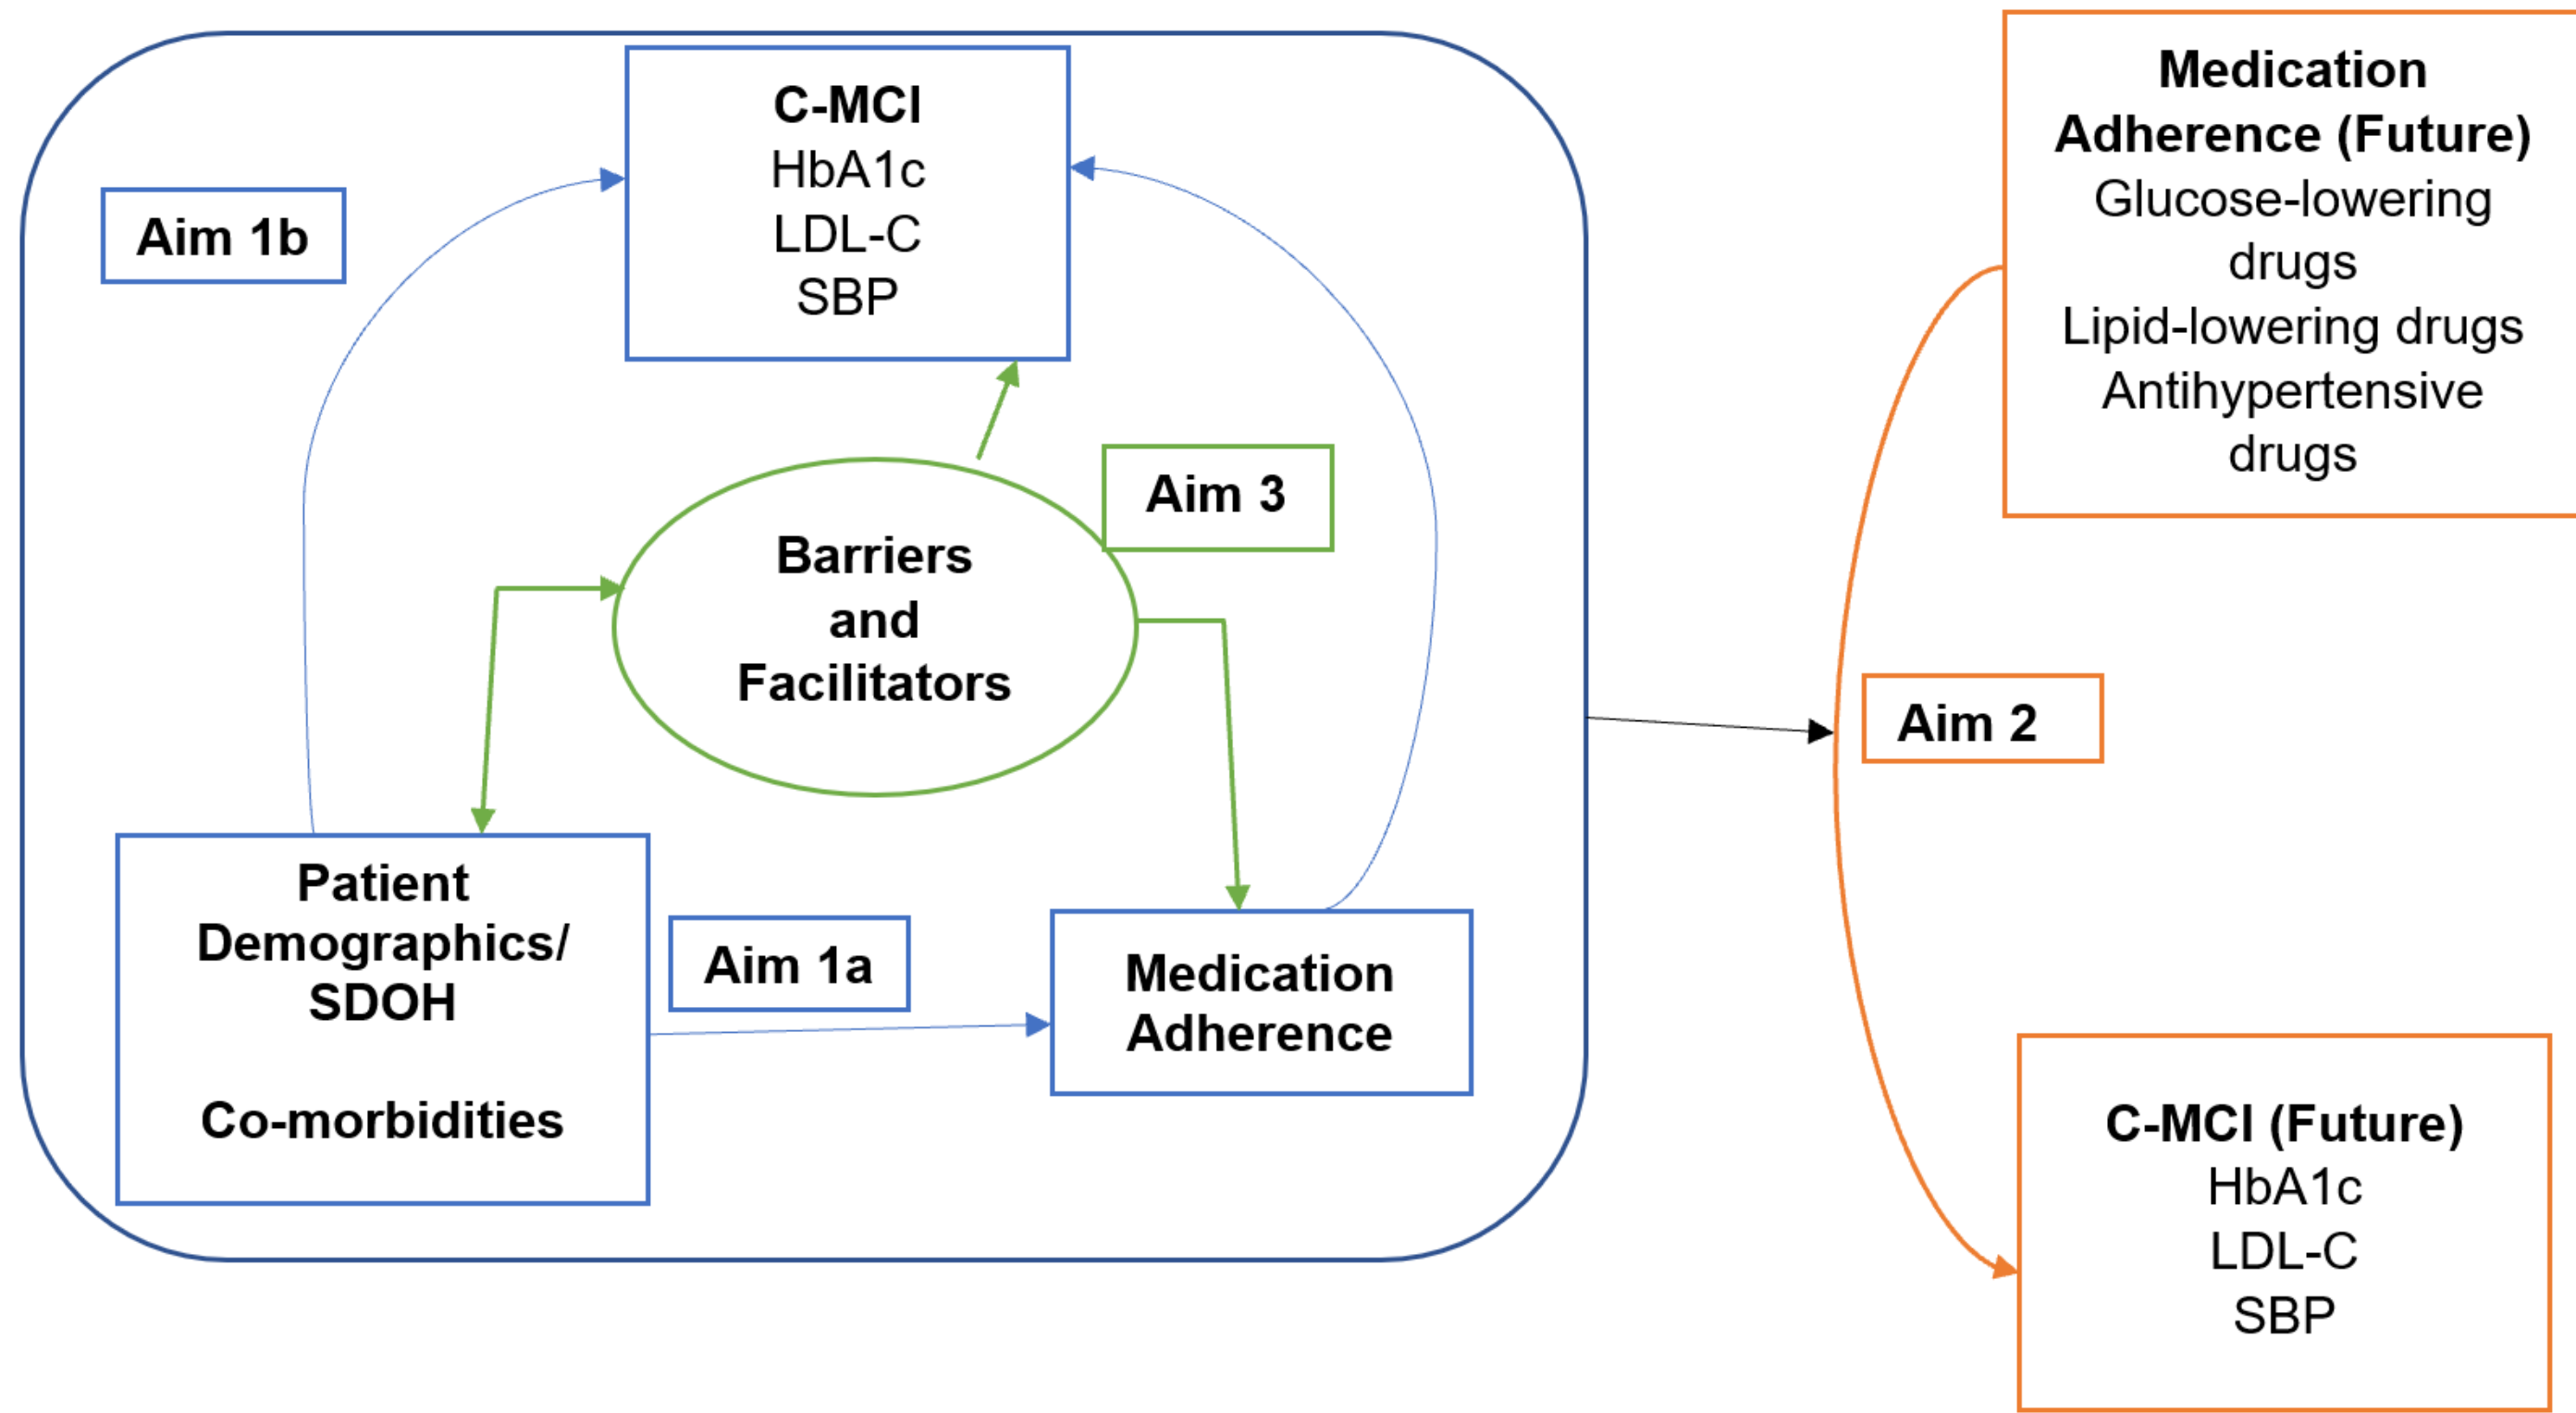 C-MCI
HbA1c
LDL-C
SBP
Aim 1b
Aim 3
Barriers
and
Facilitators
Patient
Demographics/
SDOH
Co-morbidities
Aim 1a
Medication
Adherence
Medication
Adherence (Future)
Glucose-lowering
drugs
Lipid-lowering drugs
Antihypertensive
drugs
Aim 2
C-MCI (Future)
HbA1c
LDL-C
SBP